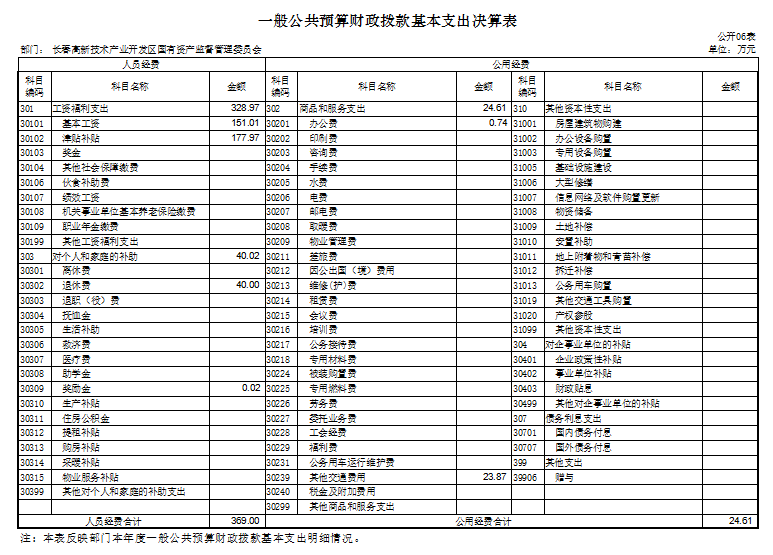 一般公共预算财政拨款基本支出决算表
公开06表
部门： 长春高新技术产业开发区国有资产监督管理委员会 单位：万元
人员经费 公用经费
科目编码 科目名称 金额 科目编码 科目名称 金额 科目编码 科目名称 金额
301 工资福利支出 328.97 302 商品和服务支出 24.61 310 其他资本性支出
30101 基本工资 151.01 30201 办公费 0.74 31001 房屋建筑物购建
30102 津贴补贴 177.97 30202 印刷费 31002 办公设备购置
30103 奖金 30203 咨询费 31003 专用设备购置
30104 其他社会保障缴费 30204 手续费 31005 基础设施建设
30106 伙食补助费 30205 水费 31006 大型修缮
30107 绩效工资 30206 电费 31007 信息网络及软件购置更新
30108 机关事业单位基本养老保险缴费 30207 邮电费 31008 物资储备
30109 职业年金缴费 30208 取暖费 31009 土地补偿
30199 其他工资福利支出 30209 物业管理费 31010 安置补助
303 对个人和家庭的补助 40.02 30211 差旅费 31011 地上附着物和青苗补偿
30301 离休费 30212 因公出国（境）费用 31012 拆迁补偿
30302 退休费 40.00 30213 维修(护)费 31013 公务用车购置
30303 退职（役）费 30214 租赁费 31019 其他交通工具购置
30304 抚恤金 30215 会议费 31020 产权参股
30305 生活补助 30216 培训费 31099 其他资本性支出
30306 救济费 30217 公务接待费 304 对企事业单位的补贴
30307 医疗费 30218 专用材料费 30401 企业政策性补贴
30308 助学金 30224 被装购置费 30402 事业单位补贴
30309 奖励金 0.02 30225 专用燃料费 30403 财政贴息
30310 生产补贴 30226 劳务费 30499 其他对企事业单位的补贴
30311 住房公积金 30227 委托业务费 307 债务利息支出
30312 提租补贴 30228 工会经费 30701 国内债务付息
30313 购房补贴 30229 福利费 30707 国外债务付息
30314 采暖补贴 30231 公务用车运行维护费 399 其他支出
30315 物业服务补贴 30239 其他交通费用 23.87 39906 赠与
30399 其他对个人和家庭的补助支出 30240 税金及附加费用
30299 其他商品和服务支出
人员经费合计 369.00 公用经费合计 24.61
注：本表反映部门本年度一般公共预算财政拨款基本支出明细情况。